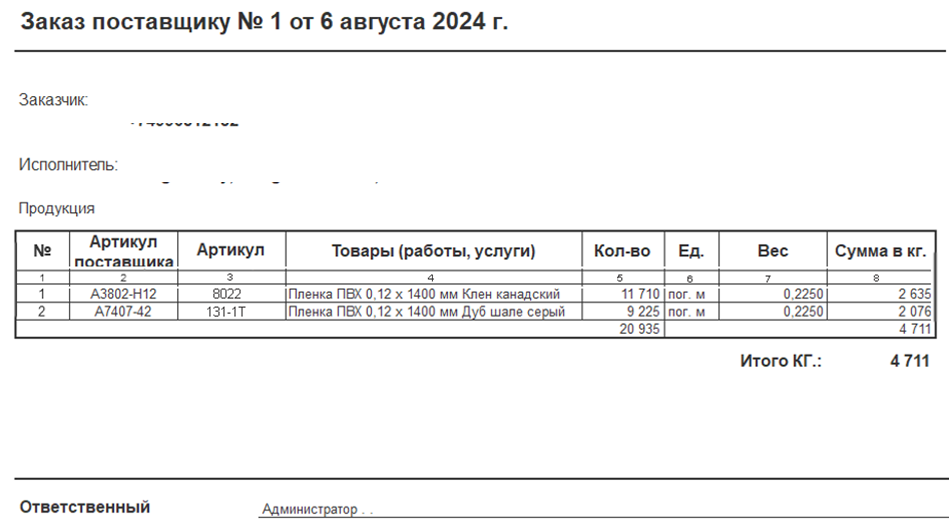 Заказ поставщику № 1 от 6 августа 2024 г.
Заказчик:
Исполнитель:
Продукция
№ Артикул поставщика Артикул Товары (работы, услуги) Кол-во Ед. Вес Сумма в кг.
1 2 3 4 5 6 7 8
1 A3802-H12 8022 Пленка ПВХ 0,12 х 1400 мм Клен канадский 11 710 пог. м 0,2250 2 635
2 A7407-42 131-1T Пленка ПВХ 0,12 х 1400 мм Дуб шале серый 9 225 пог. м 0,2250 2 076
20 935 4 711
Итого КГ.: 4 711
Ответственный Администратор . .